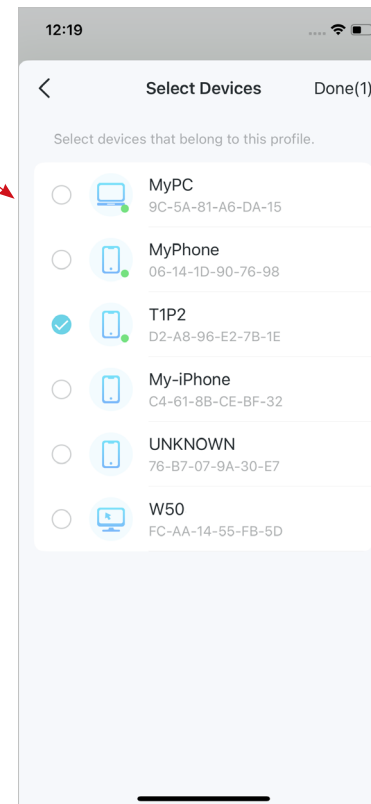 12:19
Select Devices
Done(1)
Select devices that belong to this profile.
MyPC
9C-5A-81-A6-DA-15
MyPhone
06-14-1D-90-76-98
T1P2
D2-A8-96-E2-7B-1E
My-iPhone
C4-61-8B-CE-BF-32
UNKNOWN
76-B7-07-9A-30-E7
W50
FC-AA-14-55-FB-5D